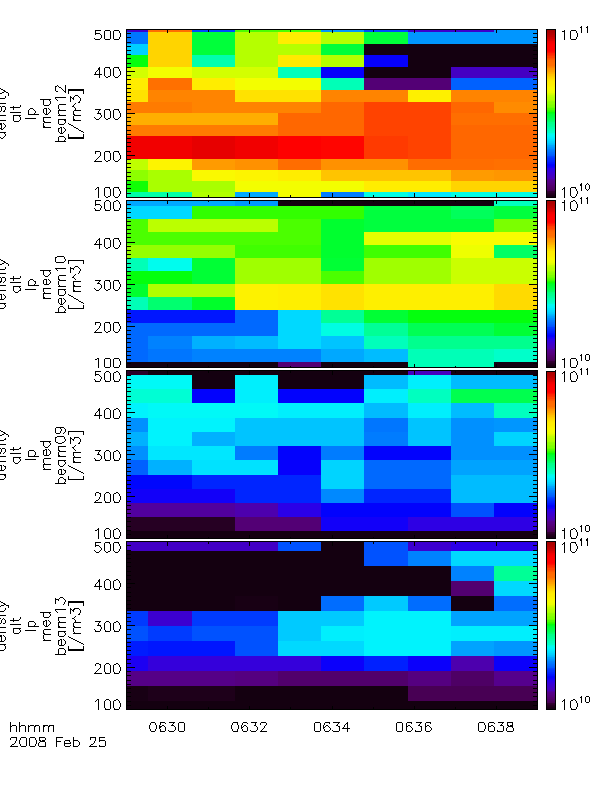 500
400
300
200
100
density
alt
lp
med
beam12
[/m^3]
10^11
10^10
500
400
300
200
100
density
alt
lp
med
beam10
[/m^3]
10^11
10^10
500
400
300
200
100
density
alt
lp
med
beam09
[/m^3]
10^11
10^10
500
400
300
200
100
density
alt
lp
med
beam13
[/m^3]
10^11
10^10
hhmm 0630 0632 0634 0636 0638
2008 Feb 25